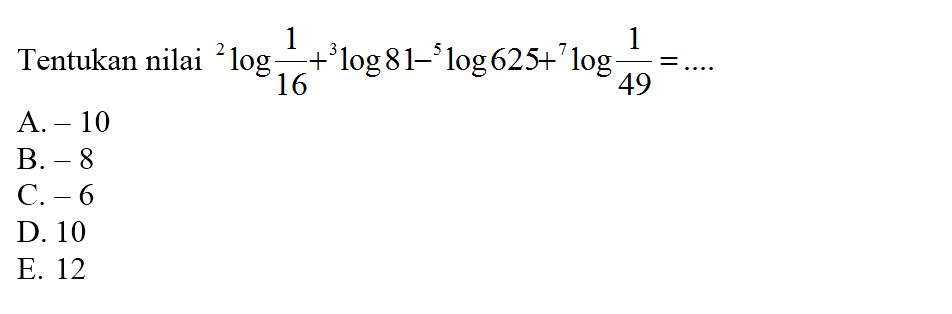 Tentukan nilai ²log 1/16 + ³log 81 – ⁵log 625 + ⁷log 1/49 = ....
A. – 10
B. – 8
C. – 6
D. 10
E. 12